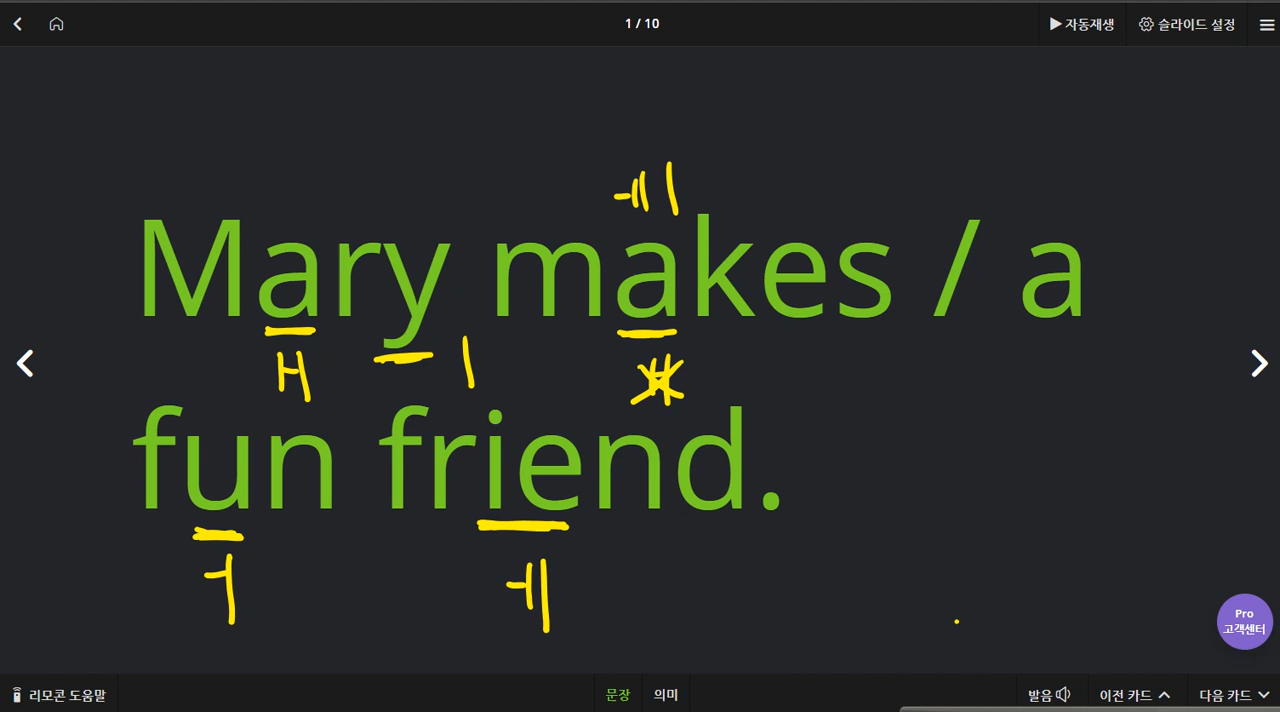 1 / 10
자동재생
슬라이드 설정
ㅔㅣ
Mary makes / a
ㅐ ㅣ
fun friend.
ㅓ ㅔ
Pro
고객센터
리모콘 도움말
문장
의미
발음
이전 카드
다음 카드